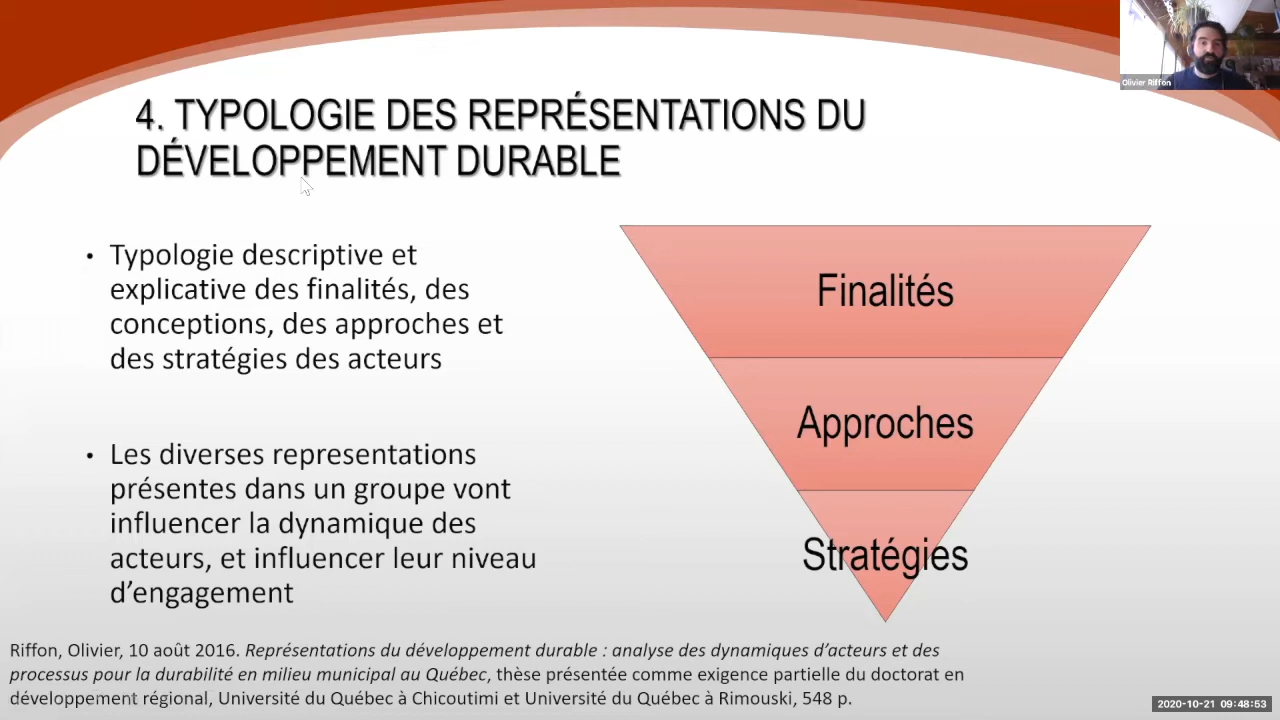 Olivier Riffon
4. TYPOLOGIE DES REPRÉSENTATIONS DU
DÉVELOPPEMENT DURABLE
• Typologie descriptive et
explicative des finalités, des
conceptions, des approches et
des stratégies des acteurs
• Les diverses representations
présentes dans un groupe vont
influencer la dynamique des
acteurs, et influencer leur niveau
d’engagement
Finalités
Approches
Stratégies
Riffon, Olivier, 10 août 2016. Représentations du développement durable : analyse des dynamiques d’acteurs et des
processus pour la durabilité en milieu municipal au Québec, thèse présentée comme exigence partielle du doctorat en
développement régional, Université du Québec à Chicoutimi et Université du Québec à Rimouski, 548 p.
2020-10-21 09:48:53